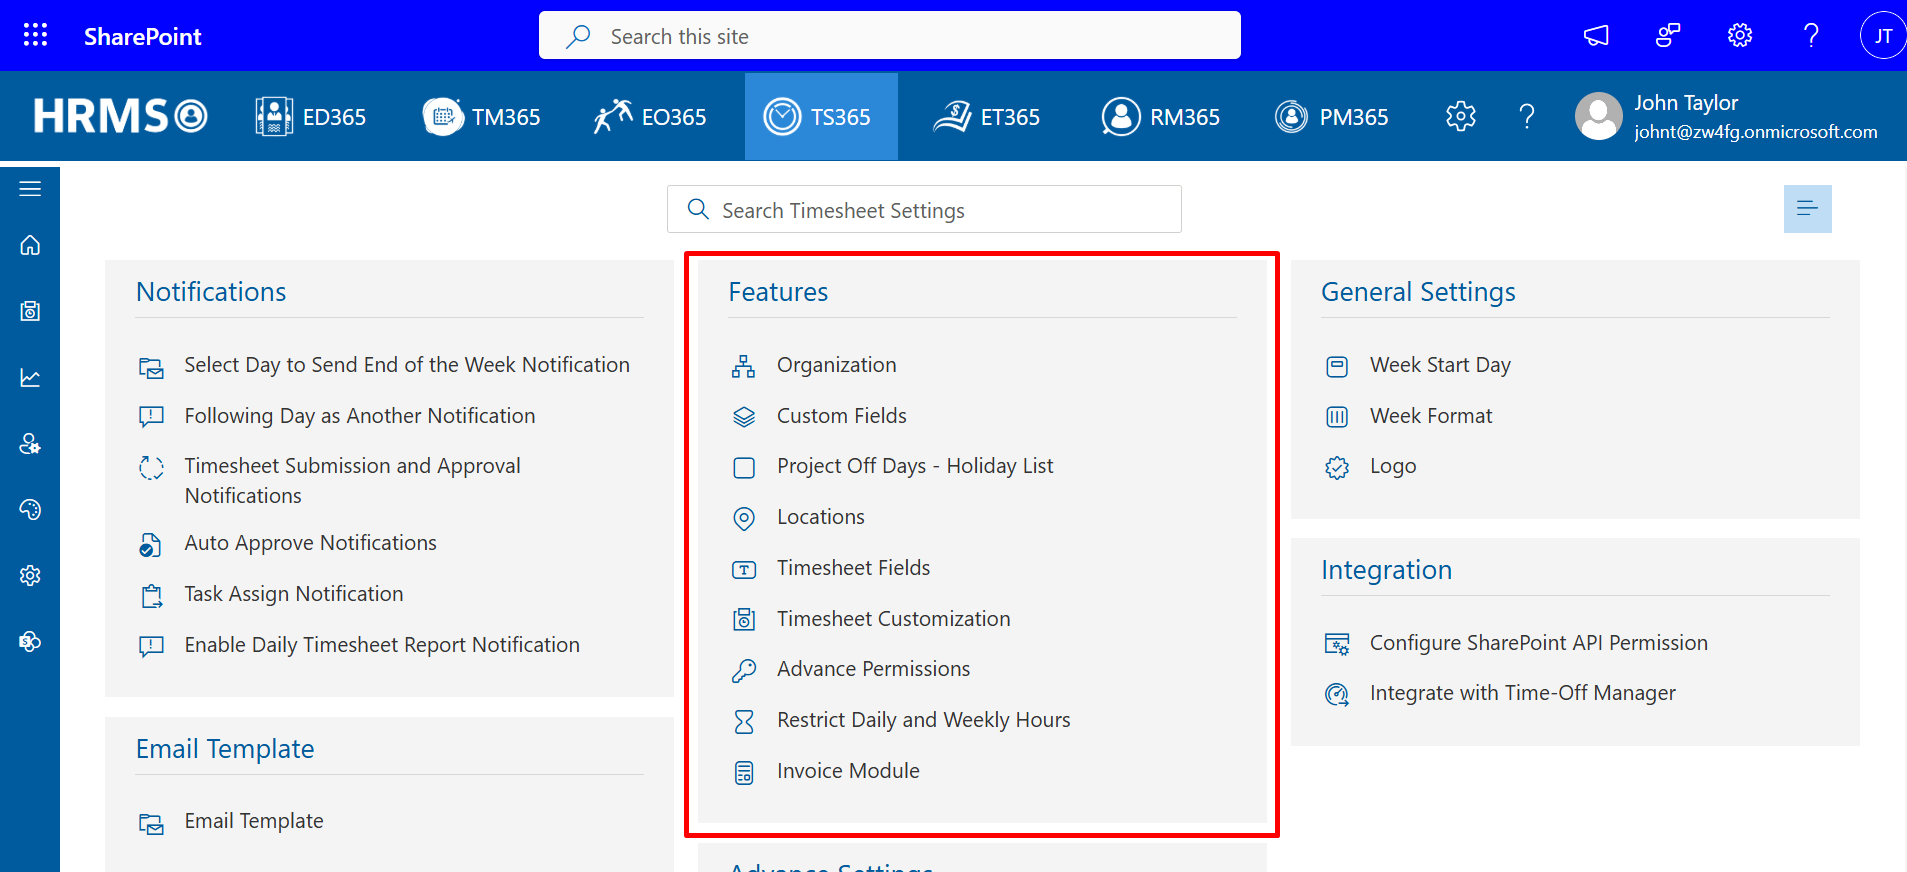 SharePoint
Search this site
JT
HRMS
ED365
TM365
EO365
TS365
ET365
RM365
PM365
John Taylor
johnt@zw4fg.onmicrosoft.com
Search Timesheet Settings
Notifications
Select Day to Send End of the Week Notification
Following Day as Another Notification
Timesheet Submission and Approval
Notifications
Auto Approve Notifications
Task Assign Notification
Enable Daily Timesheet Report Notification
Email Template
Email Template
Features
Organization
Custom Fields
Project Off Days - Holiday List
Locations
Timesheet Fields
Timesheet Customization
Advance Permissions
Restrict Daily and Weekly Hours
Invoice Module
Advance Settings
General Settings
Week Start Day
Week Format
Logo
Integration
Configure SharePoint API Permission
Integrate with Time-Off Manager